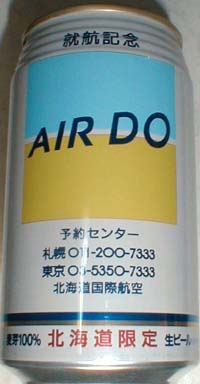 就航記念
AIR DO
予約センター
札幌 011-200-7333
東京 03-5350-7333
北海道国際航空
麦芽100% 北海道限定 生ビール